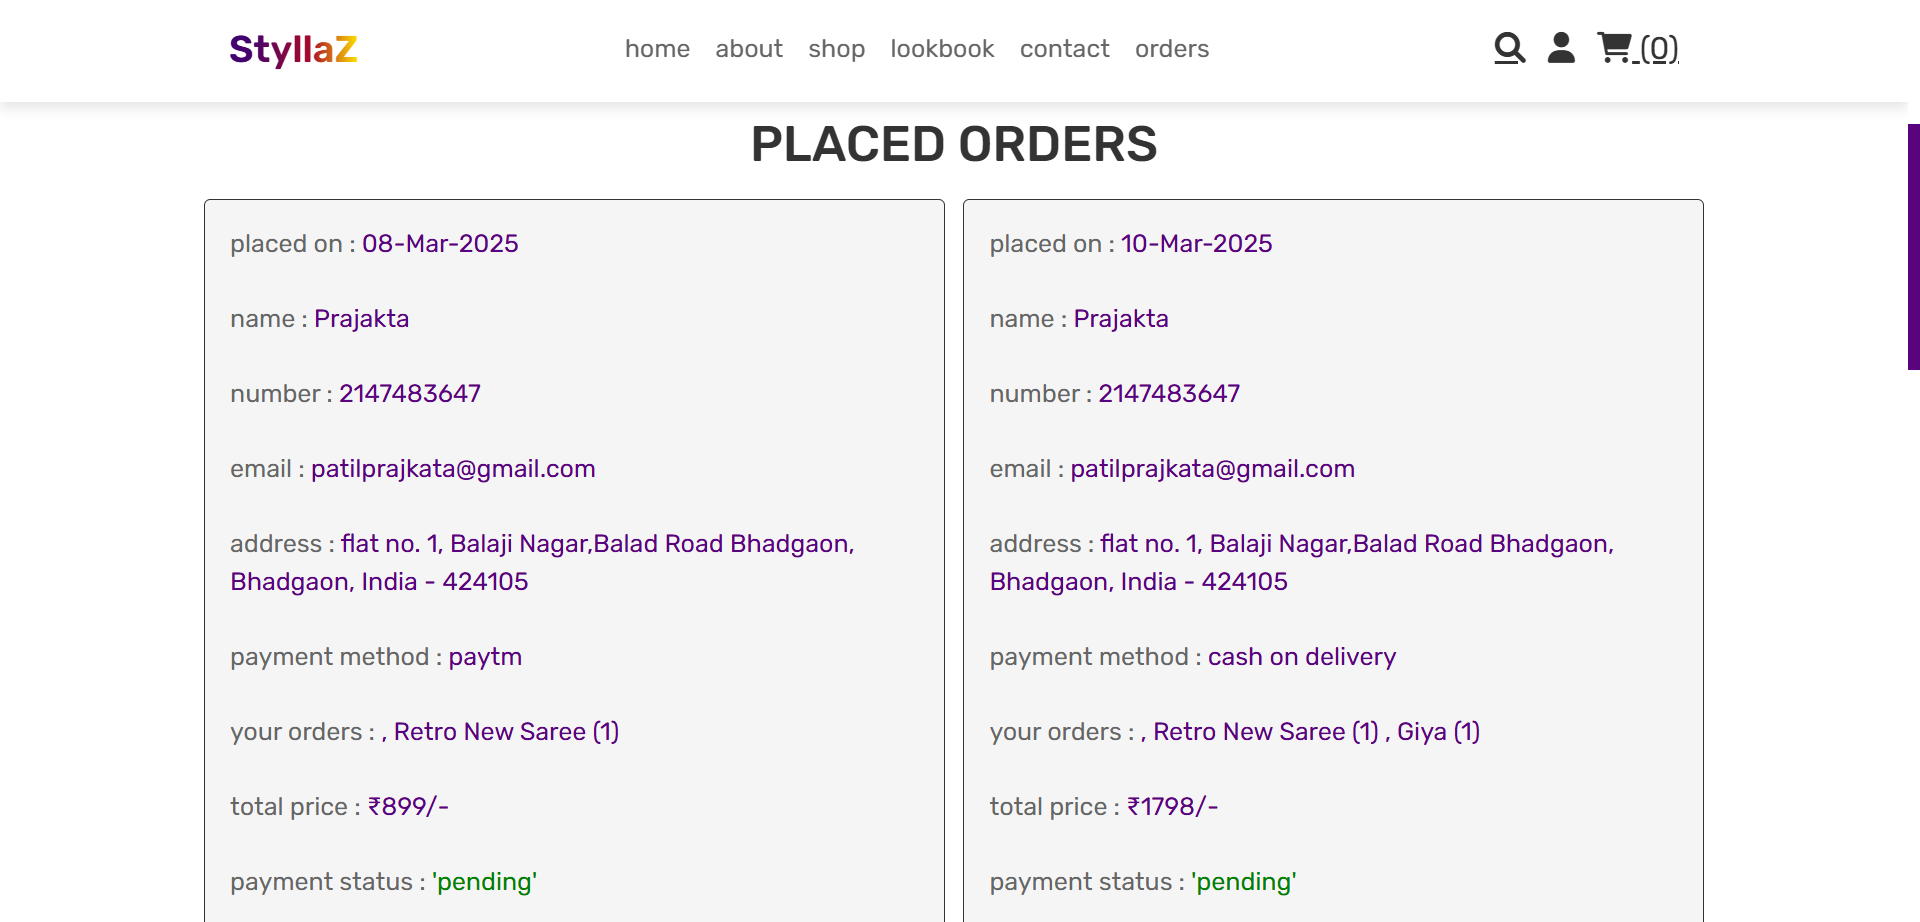 StyllaZ
home about shop lookbook contact orders
(0)
PLACED ORDERS
placed on : 08-Mar-2025
name : Prajakta
number : 2147483647
email : patilprajkata@gmail.com
address : flat no. 1, Balaji Nagar,Balad Road Bhadgaon,
Bhadgaon, India - 424105
payment method : paytm
your orders : , Retro New Saree (1)
total price : ₹899/-
payment status : 'pending'
placed on : 10-Mar-2025
name : Prajakta
number : 2147483647
email : patilprajkata@gmail.com
address : flat no. 1, Balaji Nagar,Balad Road Bhadgaon,
Bhadgaon, India - 424105
payment method : cash on delivery
your orders : , Retro New Saree (1) , Giya (1)
total price : ₹1798/-
payment status : 'pending'